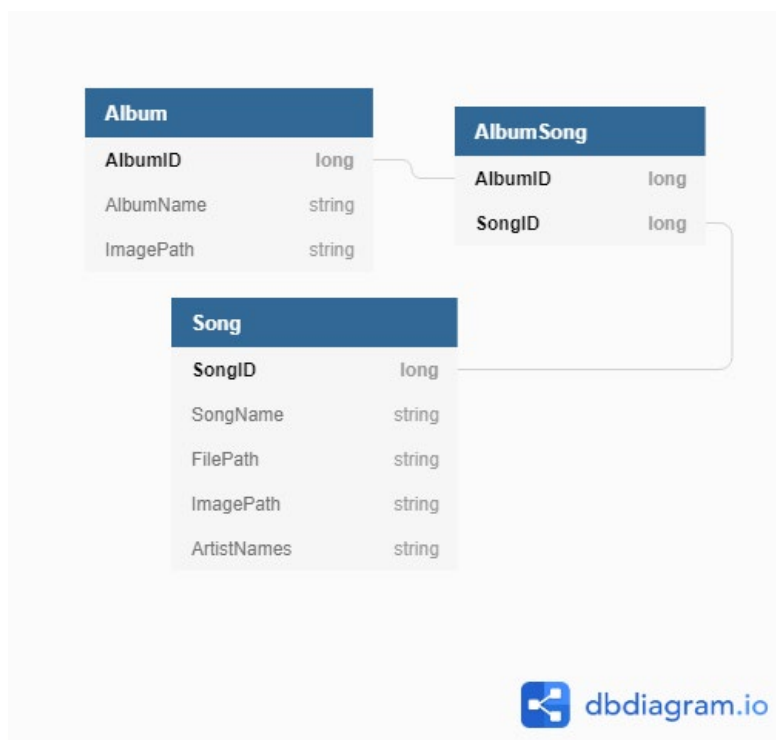 Album
AlbumID long
AlbumName string
ImagePath string
AlbumSong
AlbumID long
SongID long
Song
SongID long
SongName string
FilePath string
ImagePath string
ArtistNames string
dbdiagram.io